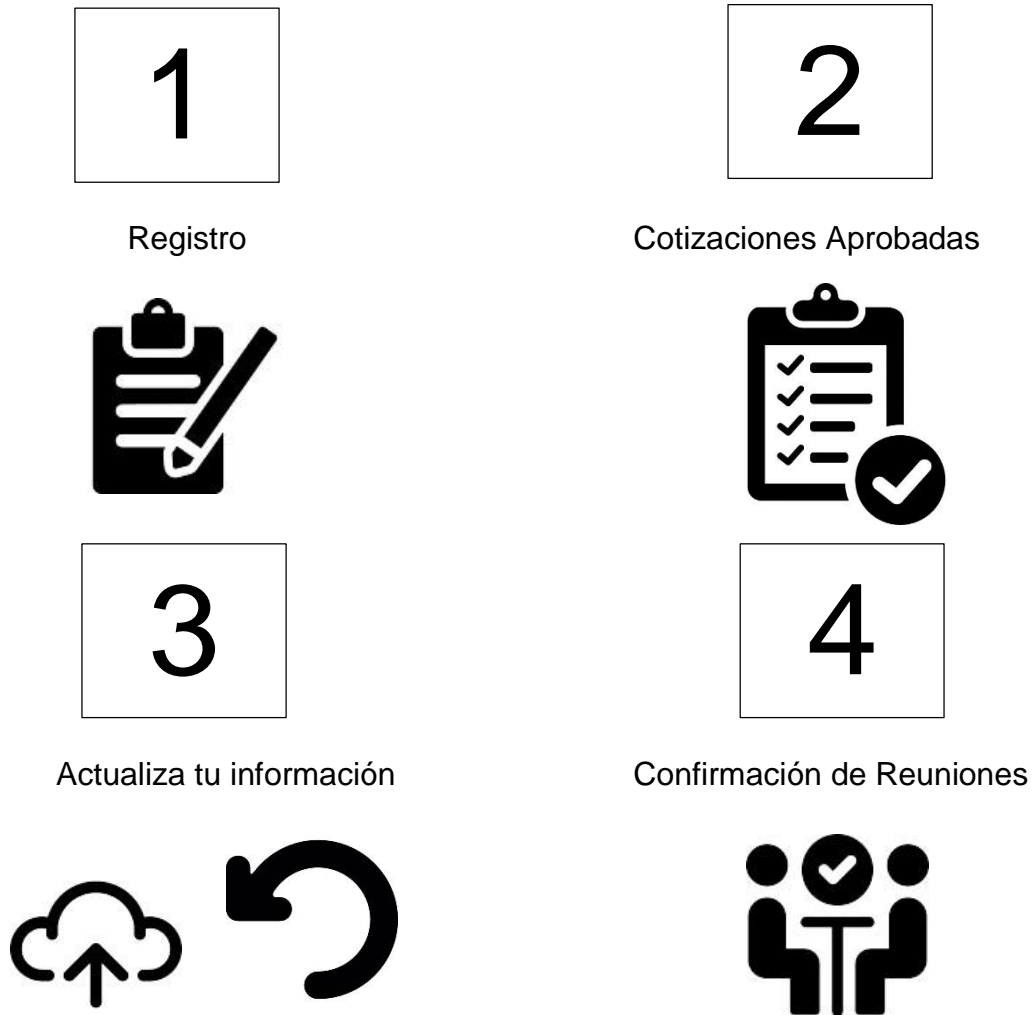 1
2
Registro
Cotizaciones Aprobadas
3
4
Actualiza tu información
Confirmación de Reuniones